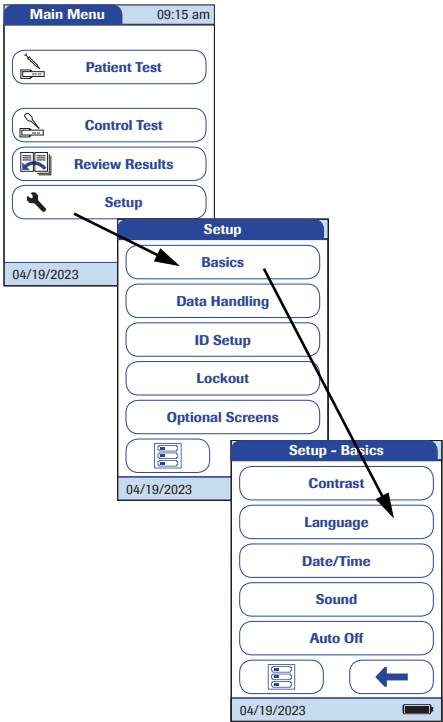 Main Menu 09:15 am
Patient Test
Control Test
Review Results
Setup
04/19/2023
Setup
Basics
Data Handling
ID Setup
Lockout
Optional Screens
04/19/2023
Setup - Basics
Contrast
Language
Date/Time
Sound
Auto Off
04/19/2023